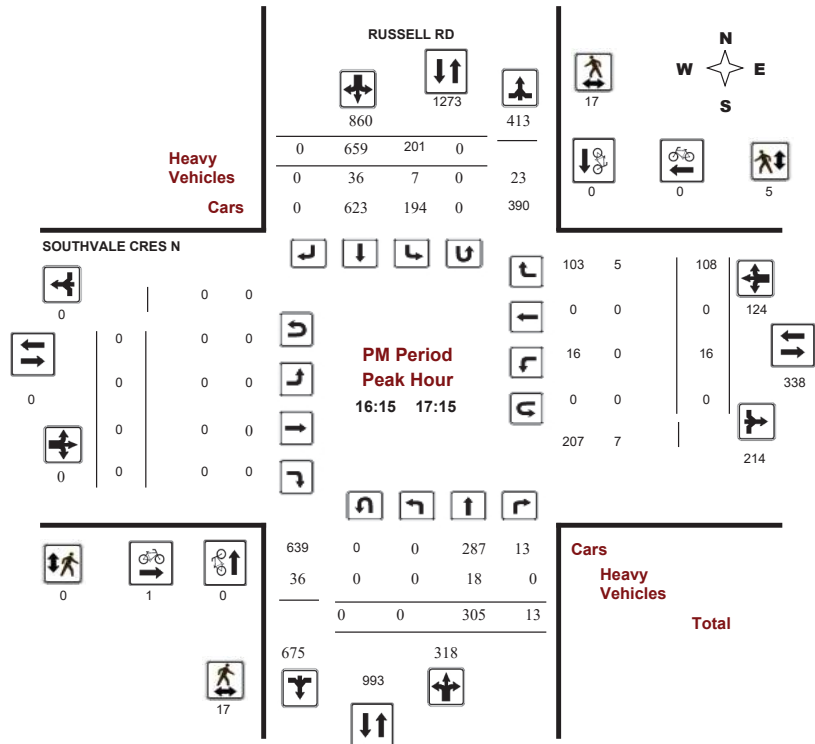 RUSSELL RD
N
W E
S
1273
17
860
413
0 659 201 0
Heavy
Vehicles
0 36 7 0 23
0 0 5
Cars
0 623 194 0 390
SOUTHVALE CRES N
103 5 108
0 0 0
124
0 0 0 0 0
0
PM Period
Peak Hour
16:15 17:15
16 0 16
338
0
0 0 0
0 0 0
0 0 0
0
207 7
214
0
0 0 0
639 0 0 287 13
Cars
36 0 0 18 0
Heavy
Vehicles
0 1 0
0 0 305 13
Total
675 318
993
17